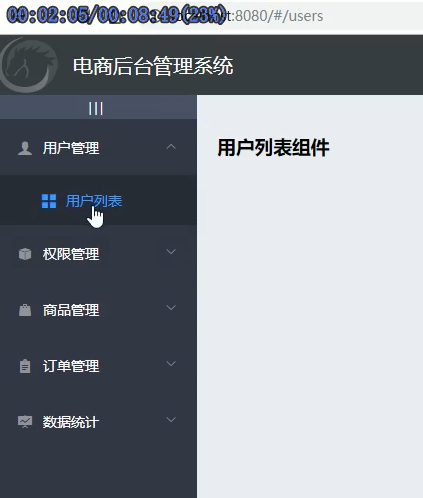 00:02:05/00:08:49(23%)
t:8080/#/users
电商后台管理系统
|||
用户管理
用户列表组件
用户列表
权限管理
商品管理
订单管理
数据统计